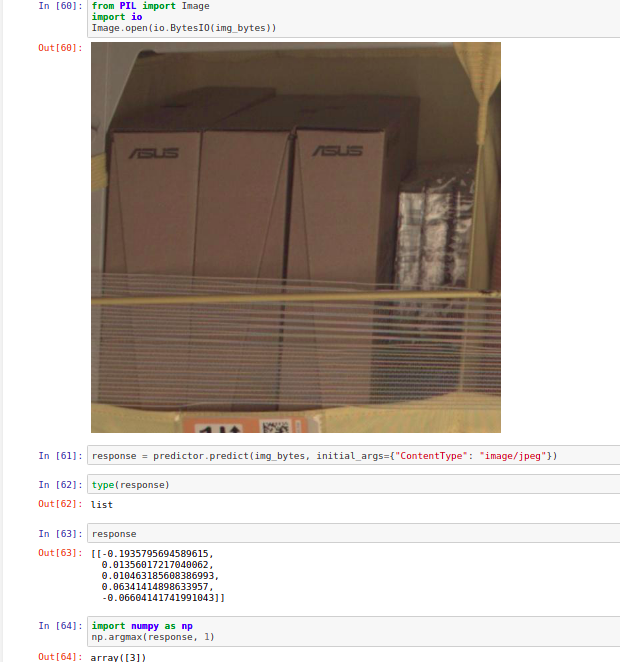 In [60]:
from PIL import Image
import io
Image.open(io.BytesIO(img_bytes))
Out[60]:
ASUS
ASUS
In [61]:
response = predictor.predict(img_bytes, initial_args={"ContentType": "image/jpeg"})
In [62]:
type(response)
Out[62]:
list
In [63]:
response
Out[63]:
[[-0.1935795694589615,
0.01356017217040062,
0.010463185608386993,
0.06341414898633957,
-0.06604141741991043]]
In [64]:
import numpy as np
np.argmax(response, 1)
Out[64]:
array([3])